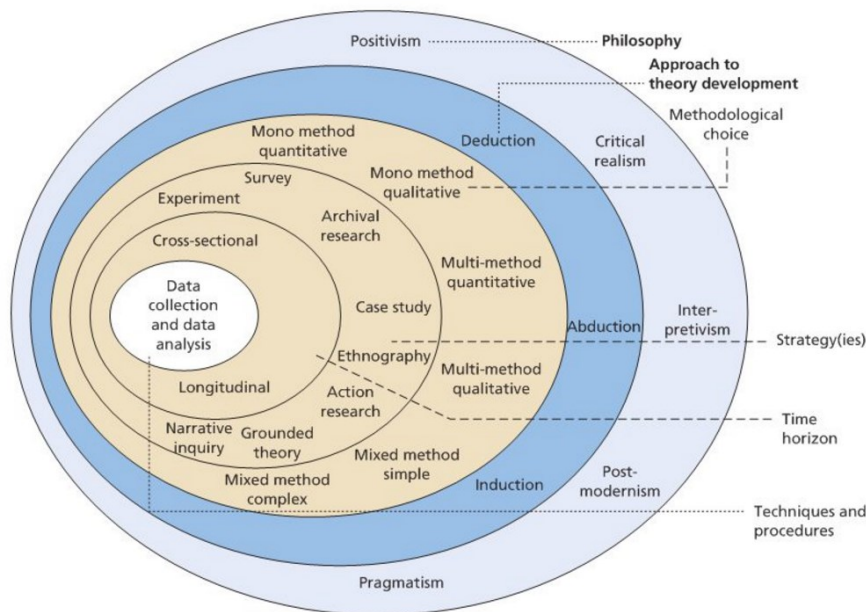 Positivism
Philosophy
Approach to
theory development
Methodological
choice
Mono method
quantitative
Deduction
Critical
realism
Survey
Mono method
qualitative
Experiment
Archival
research
Cross-sectional
Multi-method
quantitative
Data
collection
and data
analysis
Case study
Abduction
Inter-
pretivism
Strategy(ies)
Ethnography
Multi-method
qualitative
Longitudinal
Action
research
Time
horizon
Narrative
inquiry
Grounded
theory
Mixed method
simple
Mixed method
complex
Induction
Post-
modernism
Techniques and
procedures
Pragmatism